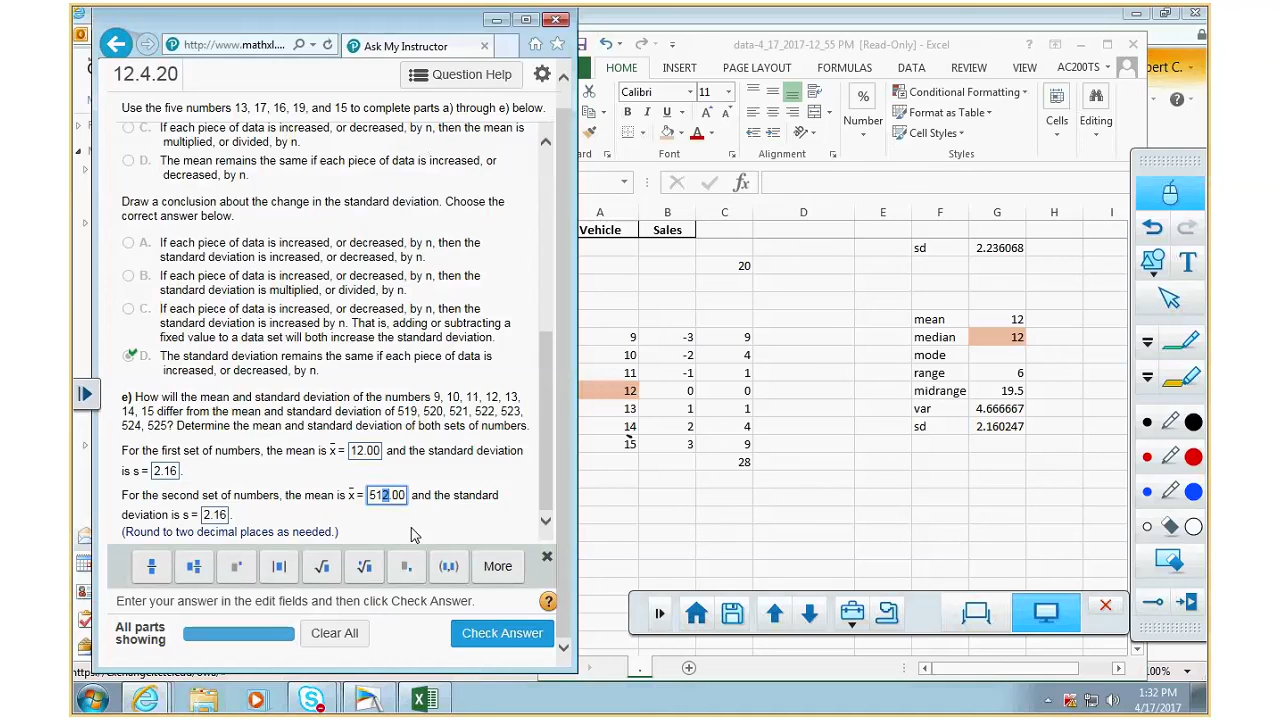 http://www.mathxl....
Ask My Instructor
data-4_17_2017-12_55 PM [Read-Only] - Excel
12.4.20
Question Help
HOME INSERT PAGE LAYOUT FORMULAS DATA REVIEW VIEW AC200TS
bert C.
Calibri 11
Number
Conditional Formatting
Format as Table
Cell Styles
Cells
Editing
Font Alignment Styles
Use the five numbers 13, 17, 16, 19, and 15 to complete parts a) through e) below.
C. If each piece of data is increased, or decreased, by n, then the mean is
multiplied, or divided, by n.
D. The mean remains the same if each piece of data is increased, or
decreased, by n.
Draw a conclusion about the change in the standard deviation. Choose the
correct answer below.
A. If each piece of data is increased, or decreased, by n, then the
standard deviation is increased, or decreased, by n.
B. If each piece of data is increased, or decreased, by n, then the
standard deviation is multiplied, or divided, by n.
C. If each piece of data is increased, or decreased, by n, then the
standard deviation is increased by n. That is, adding or subtracting a
fixed value to a data set will both increase the standard deviation.
D. The standard deviation remains the same if each piece of data is
increased, or decreased, by n.
e) How will the mean and standard deviation of the numbers 9, 10, 11, 12, 13,
14, 15 differ from the mean and standard deviation of 519, 520, 521, 522, 523,
524, 525? Determine the mean and standard deviation of both sets of numbers.
For the first set of numbers, the mean is x̄ = 12.00 and the standard deviation
is s = 2.16.
For the second set of numbers, the mean is x̄ = 512.00 and the standard
deviation is s = 2.16.
(Round to two decimal places as needed.)
More
Enter your answer in the edit fields and then click Check Answer.
All parts
showing
Clear All
Check Answer
A B C D E F G H I
Vehicle Sales
sd 2.236068
20
mean 12
9 -3 9 median 12
10 -2 4 mode
11 -1 1 range 6
12 0 0 midrange 19.5
13 1 1 var 4.666667
14 2 4 sd 2.160247
15 3 9
28
.
00%
1:32 PM
4/17/2017